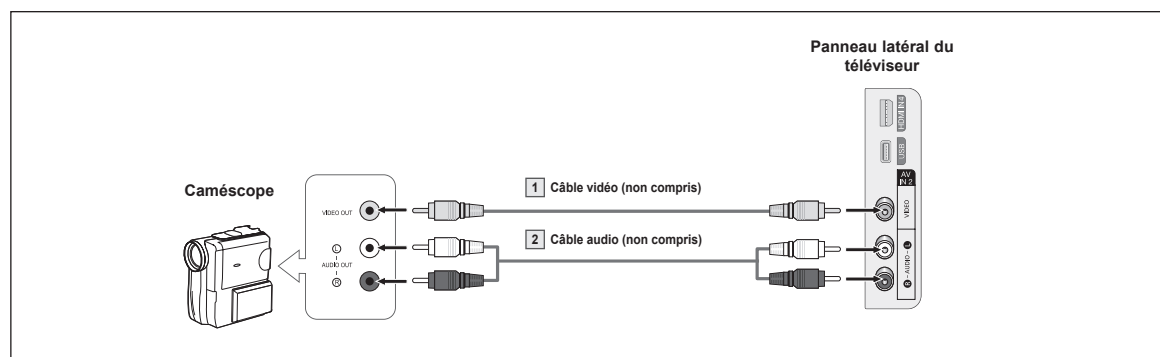 Panneau latéral du
téléviseur
HDMI IN 4
USB
AV
IN 2
Caméscope
1 Câble vidéo (non compris)
VIDEO OUT
VIDEO
2 Câble audio (non compris)
L
AUDIO OUT
R
R - AUDIO - L